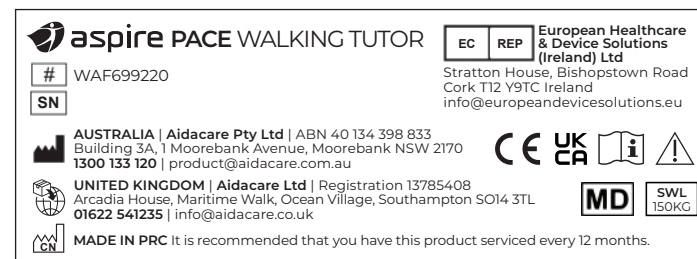 aspire PACE WALKING TUTOR
# WAF699220
SN
EC REP
European Healthcare
& Device Solutions
(Ireland) Ltd
Stratton House, Bishopstown Road
Cork T12 Y9TC Ireland
info@europeandevicesolutions.eu
AUSTRALIA | Aidacare Pty Ltd | ABN 40 134 398 833
Building 3A, 1 Moorebank Avenue, Moorebank NSW 2170
1300 133 120 | product@aidacare.com.au
CE UK CA i
UNITED KINGDOM | Aidacare Ltd | Registration 13785408
Arcadia House, Maritime Walk, Ocean Village, Southampton SO14 3TL
01622 541235 | info@aidacare.co.uk
MD
SWL
150KG
CN
MADE IN PRC It is recommended that you have this product serviced every 12 months.